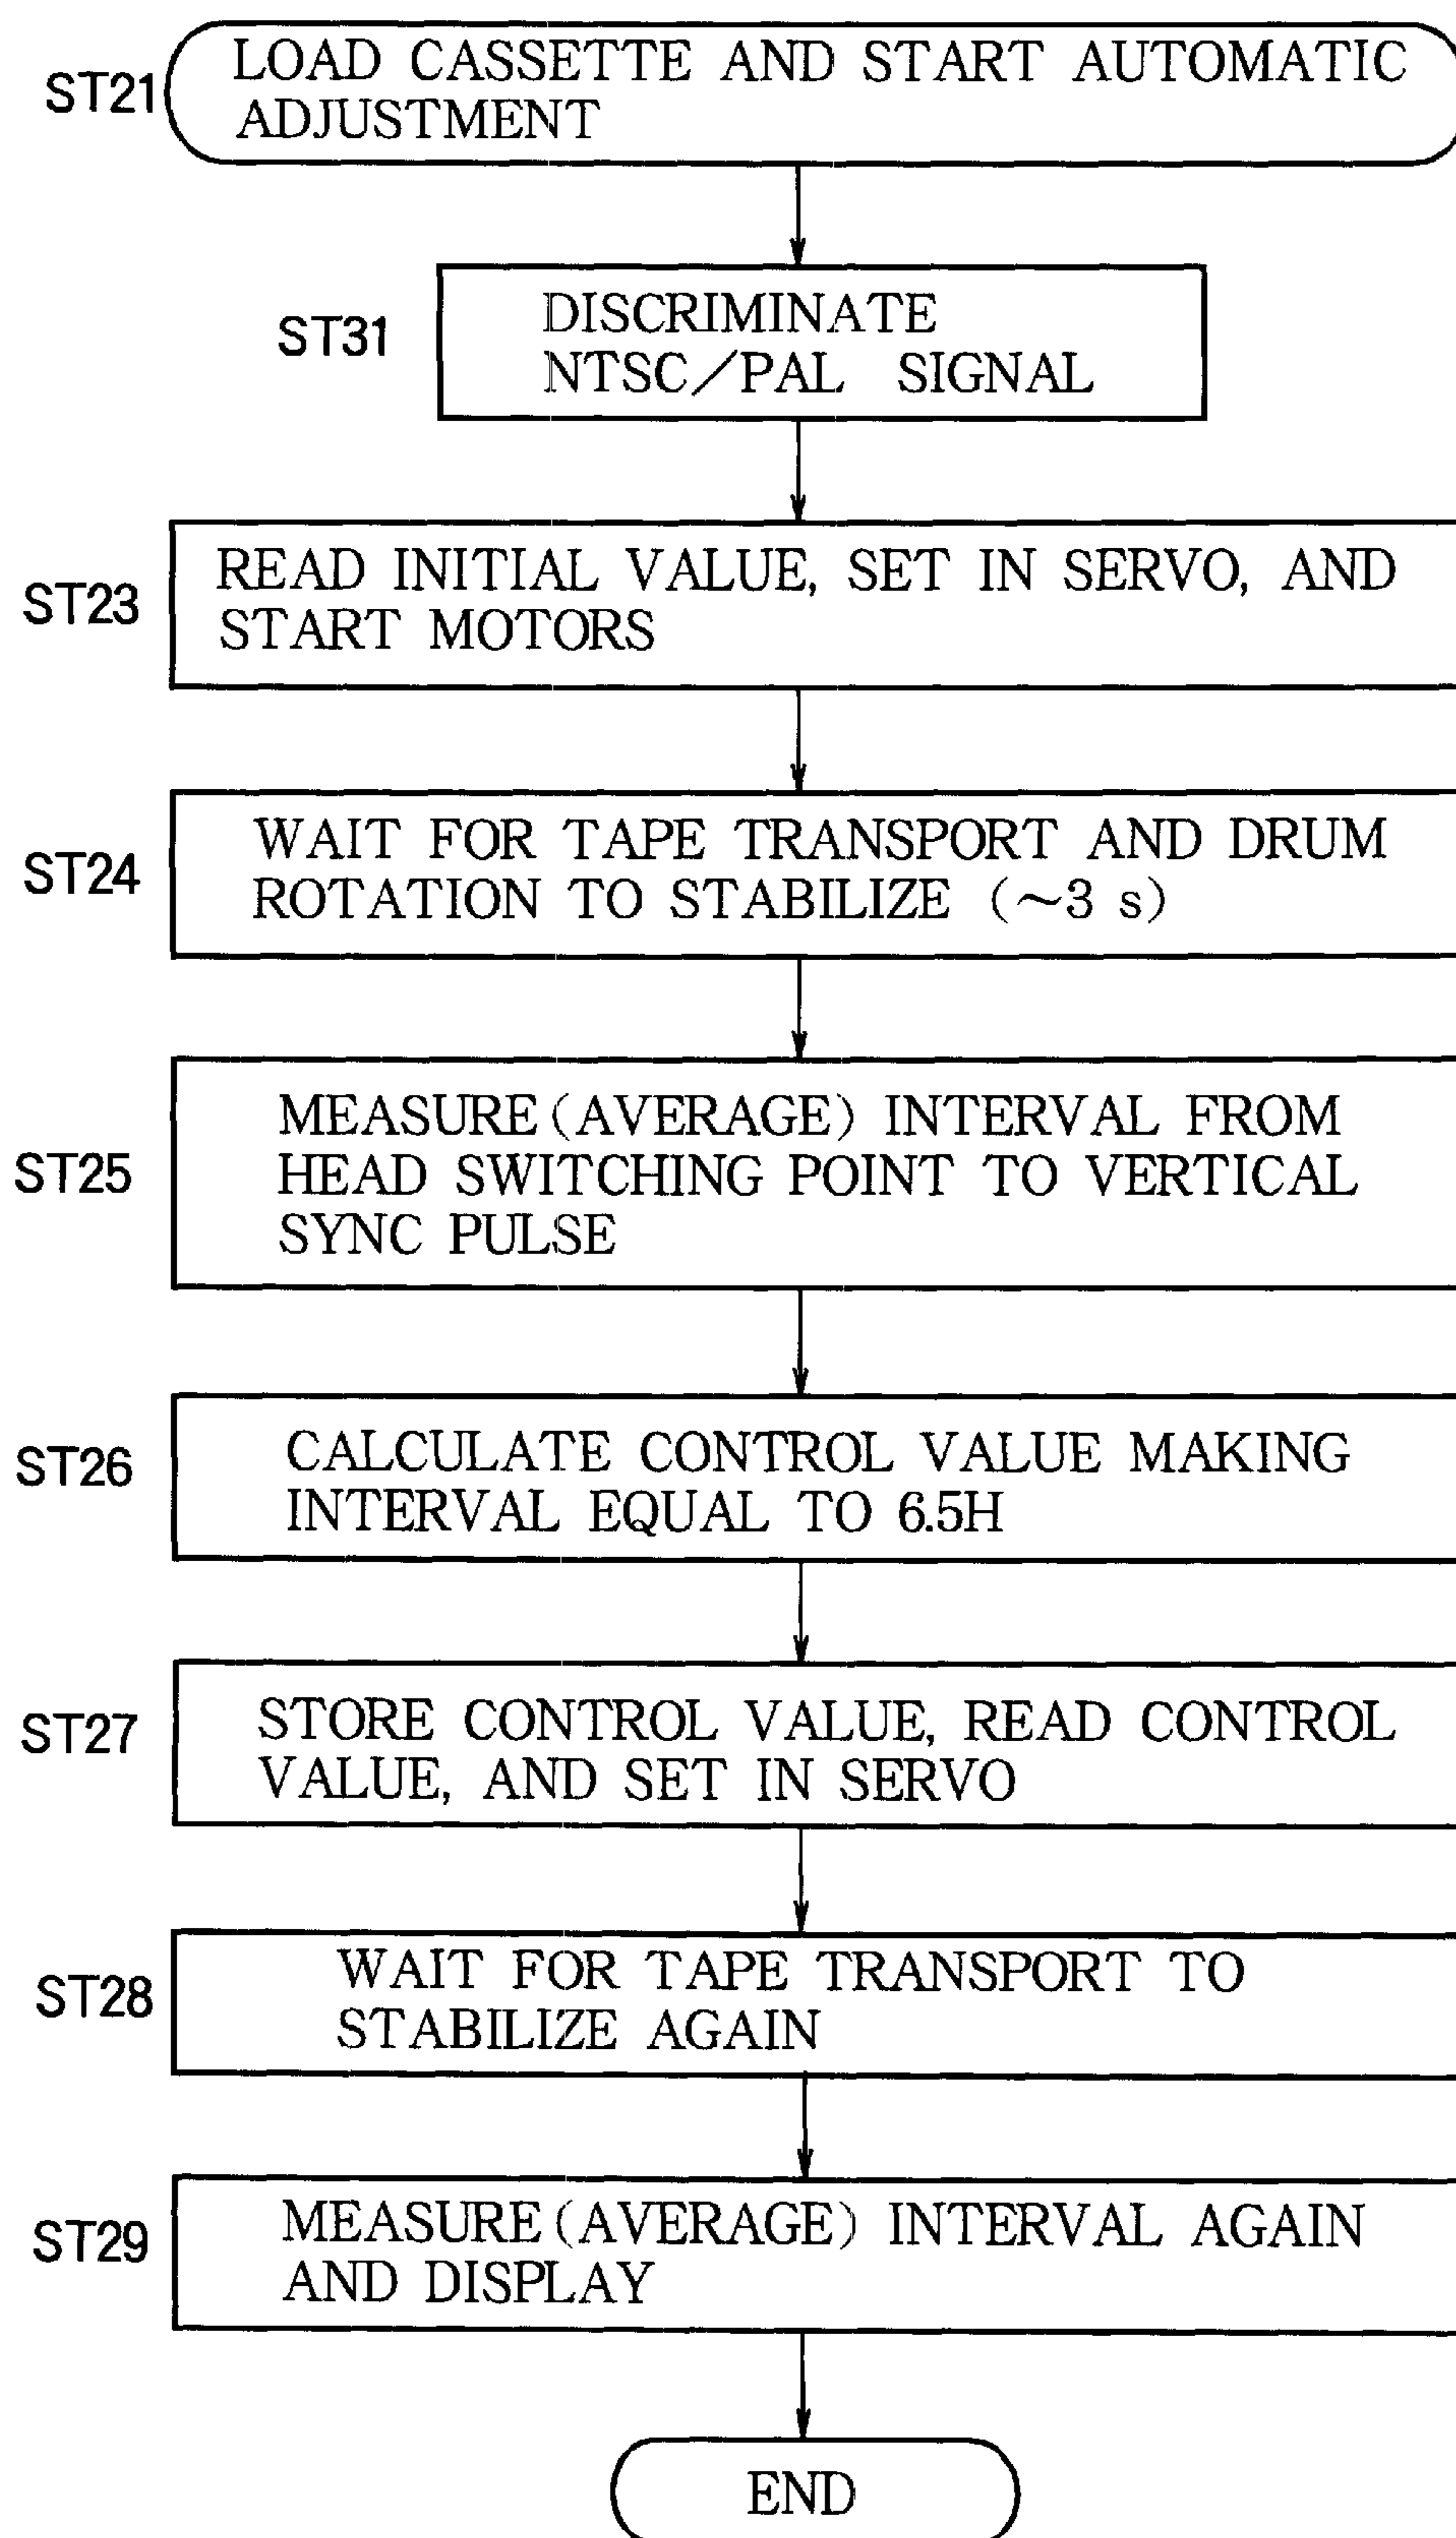 ST21
LOAD CASSETTE AND START AUTOMATIC
ADJUSTMENT
ST31
DISCRIMINATE
NTSC/PAL SIGNAL
ST23
READ INITIAL VALUE, SET IN SERVO, AND
START MOTORS
ST24
WAIT FOR TAPE TRANSPORT AND DRUM
ROTATION TO STABILIZE (~3 s)
ST25
MEASURE(AVERAGE) INTERVAL FROM
HEAD SWITCHING POINT TO VERTICAL
SYNC PULSE
ST26
CALCULATE CONTROL VALUE MAKING
INTERVAL EQUAL TO 6.5H
ST27
STORE CONTROL VALUE, READ CONTROL
VALUE, AND SET IN SERVO
ST28
WAIT FOR TAPE TRANSPORT TO
STABILIZE AGAIN
ST29
MEASURE(AVERAGE) INTERVAL AGAIN
AND DISPLAY
END